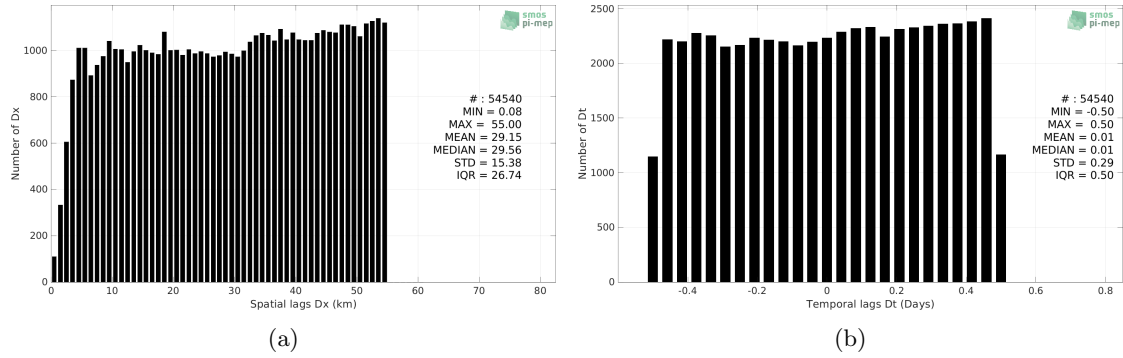 smos
pi-mep
1000
800
600
400
200
0
Number of Dx
# : 54540
MIN = 0.08
MAX = 55.00
MEAN = 29.15
MEDIAN = 29.56
STD = 15.38
IQR = 26.74
0 10 20 30 40 50 60 70 80
Spatial lags Dx (km)
(a)
smos
pi-mep
2500
2000
1500
1000
500
0
Number of Dt
# : 54540
MIN = -0.50
MAX = 0.50
MEAN = 0.01
MEDIAN = 0.01
STD = 0.29
IQR = 0.50
-0.4 -0.2 0 0.2 0.4 0.6 0.8
Temporal lags Dt (Days)
(b)